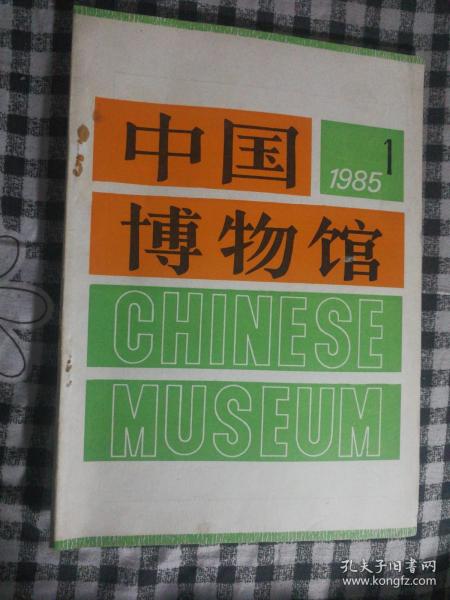 中国
1
1985
博物馆
CHINESE
MUSEUM
孔夫子旧书网
www.kongfz.com